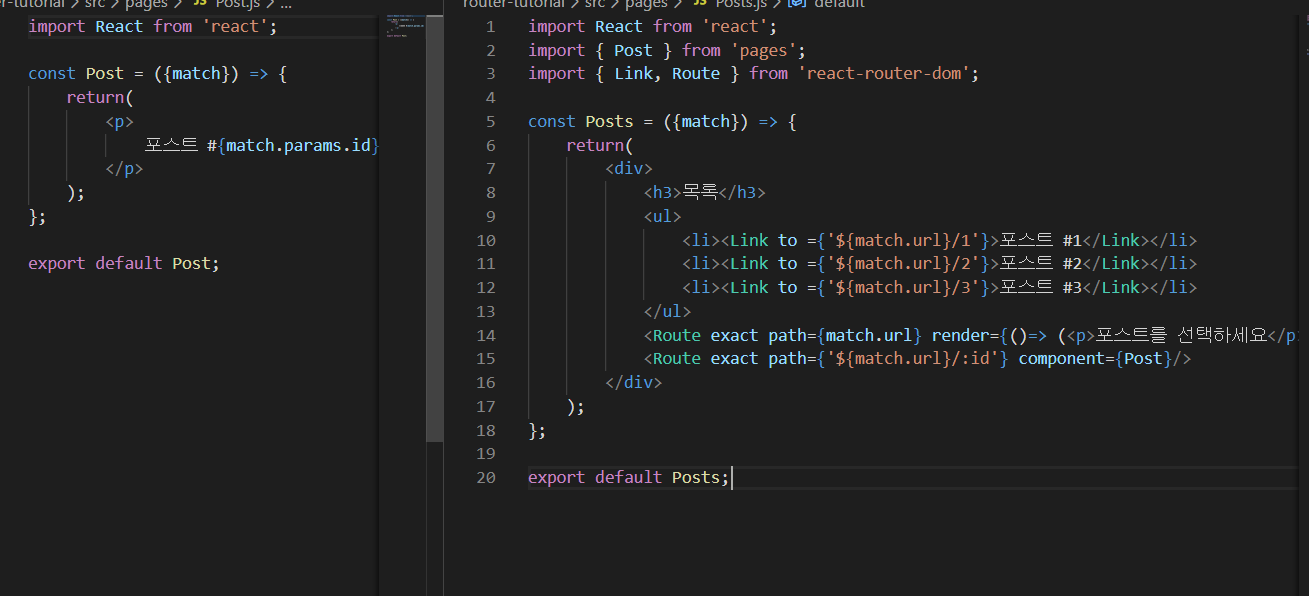 r-tutorial > src > pages > JS Post.js > ...
import React from 'react';
const Post = ({match}) => {
return(
<p>
포스트 #{match.params.id}
</p>
);
};
export default Post;
router-tutorial > src > pages > JS Posts.js > default
1 import React from 'react';
2 import { Post } from 'pages';
3 import { Link, Route } from 'react-router-dom';
4
5 const Posts = ({match}) => {
6 return(
7 <div>
8 <h3>목록</h3>
9 <ul>
10 <li><Link to ={'${match.url}/1'}>포스트 #1</Link></li>
11 <li><Link to ={'${match.url}/2'}>포스트 #2</Link></li>
12 <li><Link to ={'${match.url}/3'}>포스트 #3</Link></li>
13 </ul>
14 <Route exact path={match.url} render={()=> (<p>포스트를 선택하세요</p
15 <Route exact path={'${match.url}/:id'} component={Post}/>
16 </div>
17 );
18 };
19
20 export default Posts;